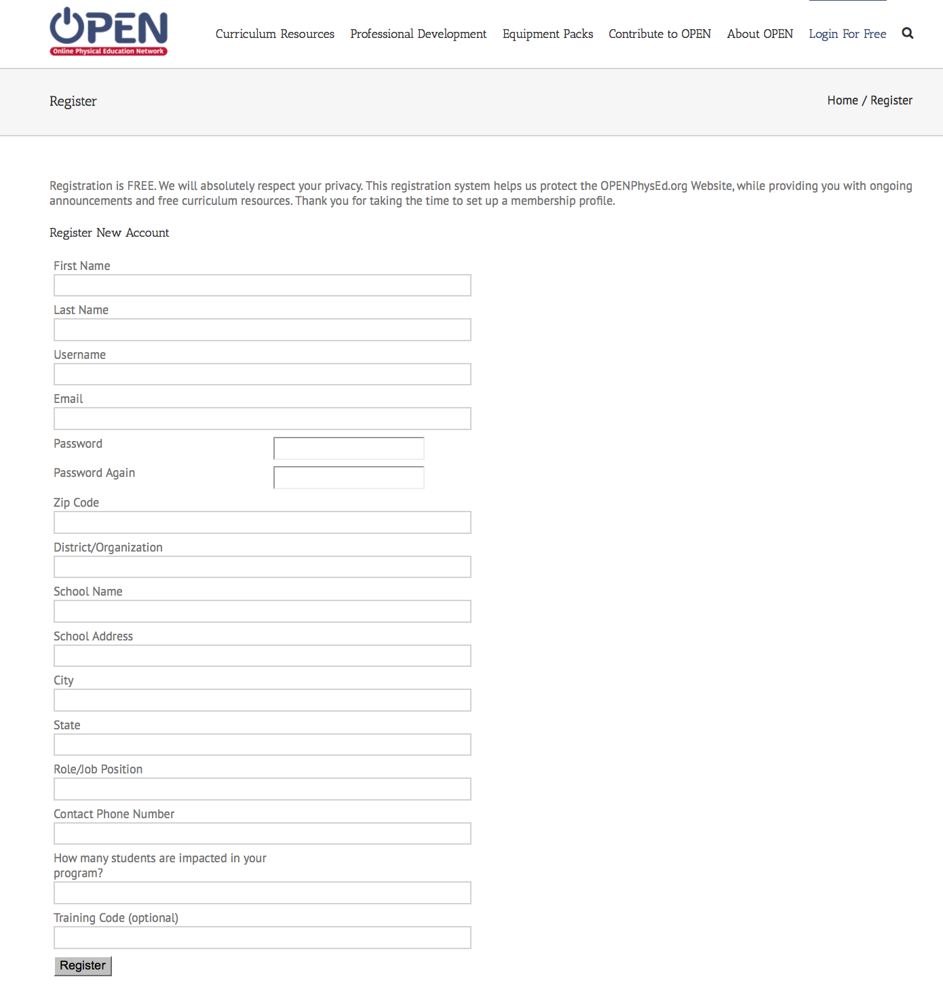 OPEN
Online Physical Education Network
Curriculum Resources Professional Development Equipment Packs Contribute to OPEN About OPEN Login For Free
Register
Home / Register
Registration is FREE. We will absolutely respect your privacy. This registration system helps us protect the OPENPhysEd.org Website, while providing you with ongoing
announcements and free curriculum resources. Thank you for taking the time to set up a membership profile.
Register New Account
First Name
Last Name
Username
Email
Password
Password Again
Zip Code
District/Organization
School Name
School Address
City
State
Role/Job Position
Contact Phone Number
How many students are impacted in your
program?
Training Code (optional)
Register